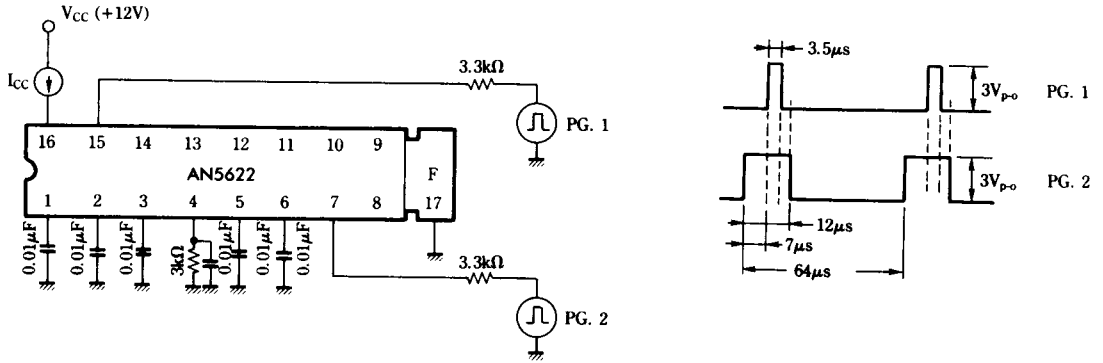 V_CC (+12V)
I_CC
3.3kΩ
PG. 1
16 15 14 13 12 11 10 9
AN5622
F
1 2 3 4 5 6 7 8 17
0.01μF
0.01μF
0.01μF
3kΩ
0.01μF
0.01μF
3.3kΩ
PG. 2
3.5μs
3V_p-o PG. 1
3V_p-o PG. 2
12μs
7μs
64μs